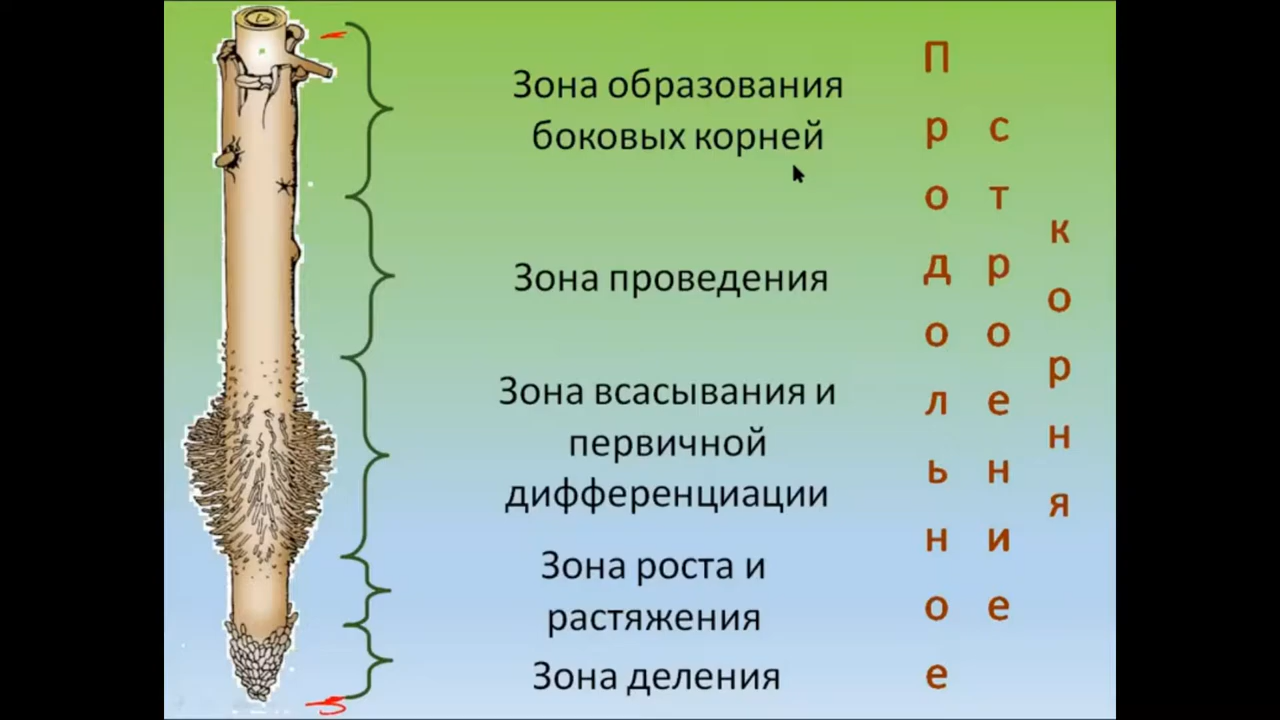 Зона образования
боковых корней
Зона проведения
Зона всасывания и
первичной
дифференциации
Зона роста и
растяжения
Зона деления
Продольное
строение
корня